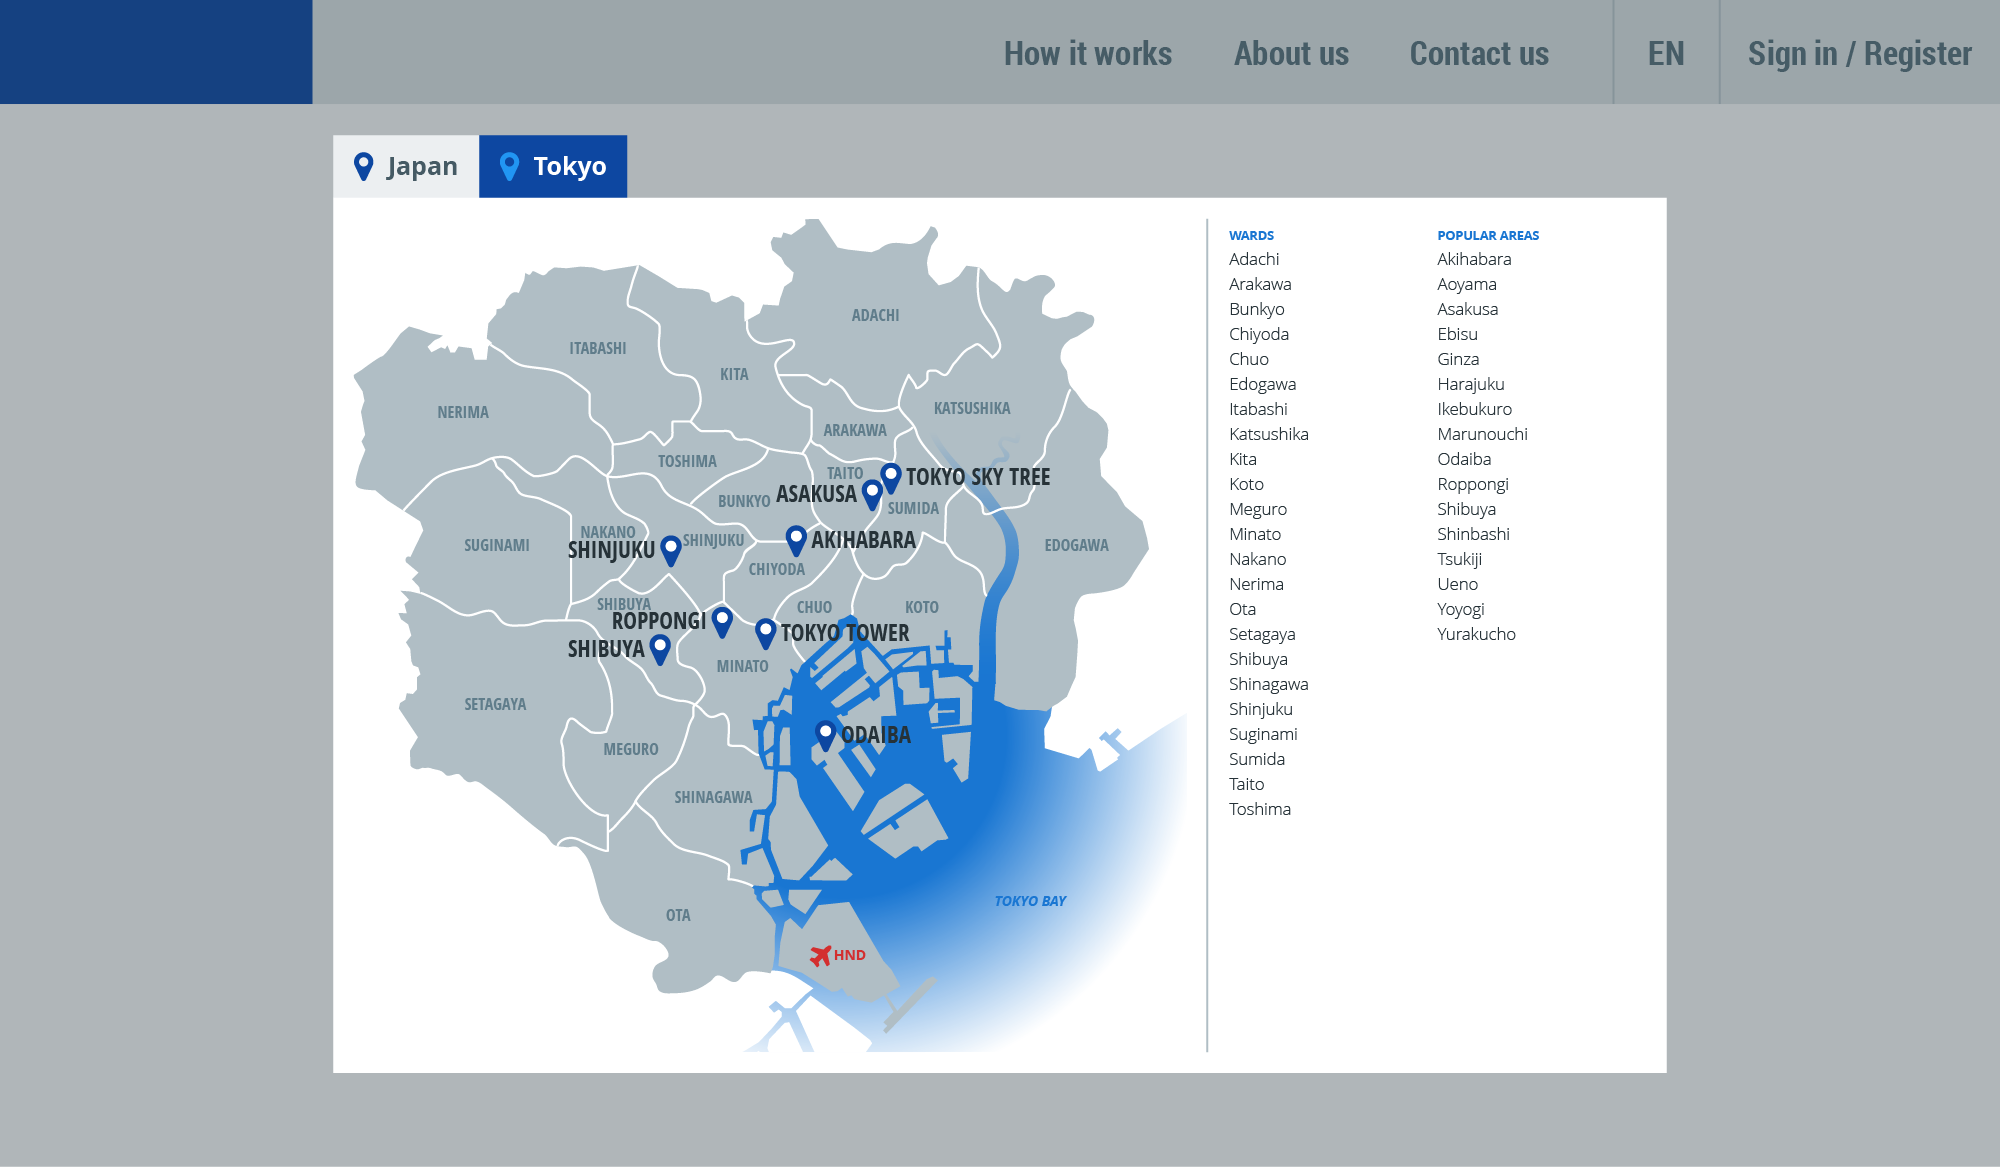 How it works
About us
Contact us
EN
Sign in / Register
Japan
Tokyo
ADACHI
ITABASHI
KITA
NERIMA
KATSUSHIKA
ARAKAWA
TOSHIMA
TAITO
TOKYO SKY TREE
BUNKYO
ASAKUSA
SUMIDA
NAKANO
SHINJUKU
SHINJUKU
AKIHABARA
SUGINAMI
EDOGAWA
CHIYODA
SHIBUYA
CHUO
KOTO
ROPPONGI
TOKYO TOWER
SHIBUYA
MINATO
SETAGAYA
ODAIBA
MEGURO
SHINAGAWA
TOKYO BAY
OTA
HND
WARDS
Adachi
Arakawa
Bunkyo
Chiyoda
Chuo
Edogawa
Itabashi
Katsushika
Kita
Koto
Meguro
Minato
Nakano
Nerima
Ota
Setagaya
Shibuya
Shinagawa
Shinjuku
Suginami
Sumida
Taito
Toshima
POPULAR AREAS
Akihabara
Aoyama
Asakusa
Ebisu
Ginza
Harajuku
Ikebukuro
Marunouchi
Odaiba
Roppongi
Shibuya
Shinbashi
Tsukiji
Ueno
Yoyogi
Yurakucho